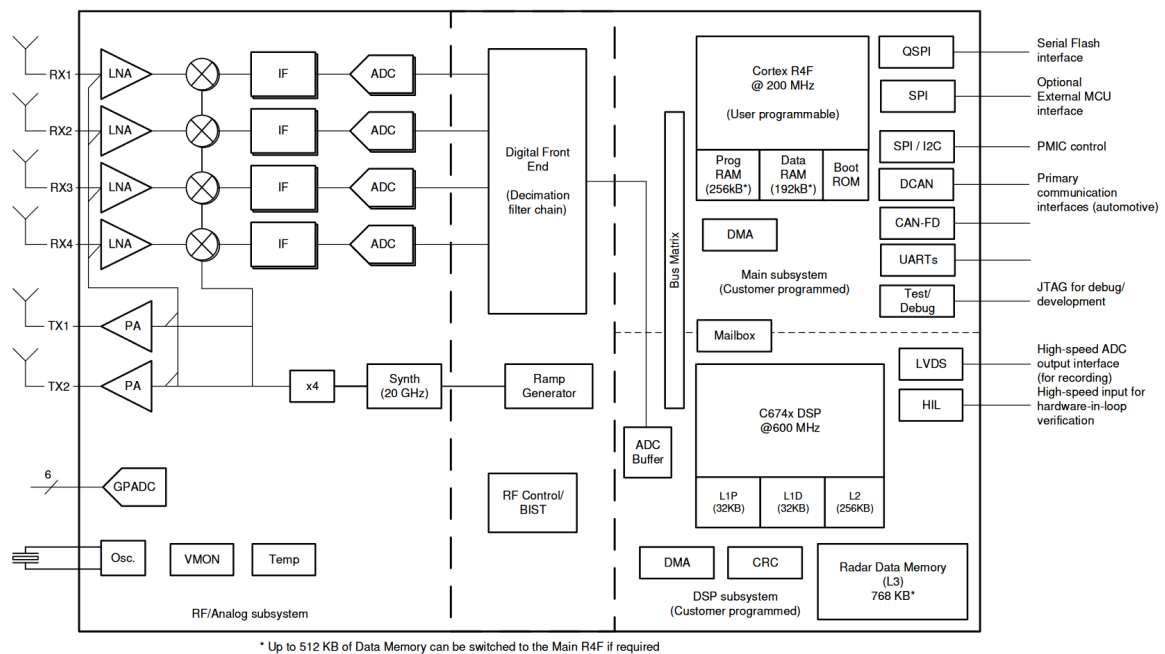 RX1
LNA
IF
ADC
RX2
LNA
IF
ADC
RX3
LNA
IF
ADC
RX4
LNA
IF
ADC
TX1
PA
TX2
PA
x4
Synth
(20 GHz)
6
GPADC
Osc.
VMON
Temp
RF/Analog subsystem
Digital Front
End
(Decimation
filter chain)
Ramp
Generator
RF Control/
BIST
ADC
Buffer
Bus Matrix
Cortex R4F
@ 200 MHz
(User programmable)
Prog
RAM
(256kB*)
Data
RAM
(192kB*)
Boot
ROM
DMA
Main subsystem
(Customer programmed)
Mailbox
C674x DSP
@600 MHz
L1P
(32KB)
L1D
(32KB)
L2
(256KB)
DMA
CRC
DSP subsystem
(Customer programmed)
Radar Data Memory
(L3)
768 KB*
QSPI
SPI
SPI / I2C
DCAN
CAN-FD
UARTs
Test/
Debug
LVDS
HIL
Serial Flash
interface
Optional
External MCU
interface
PMIC control
Primary
communication
interfaces (automotive)
JTAG for debug/
development
High-speed ADC
output interface
(for recording)
High-speed input for
hardware-in-loop
verification
* Up to 512 KB of Data Memory can be switched to the Main R4F if required